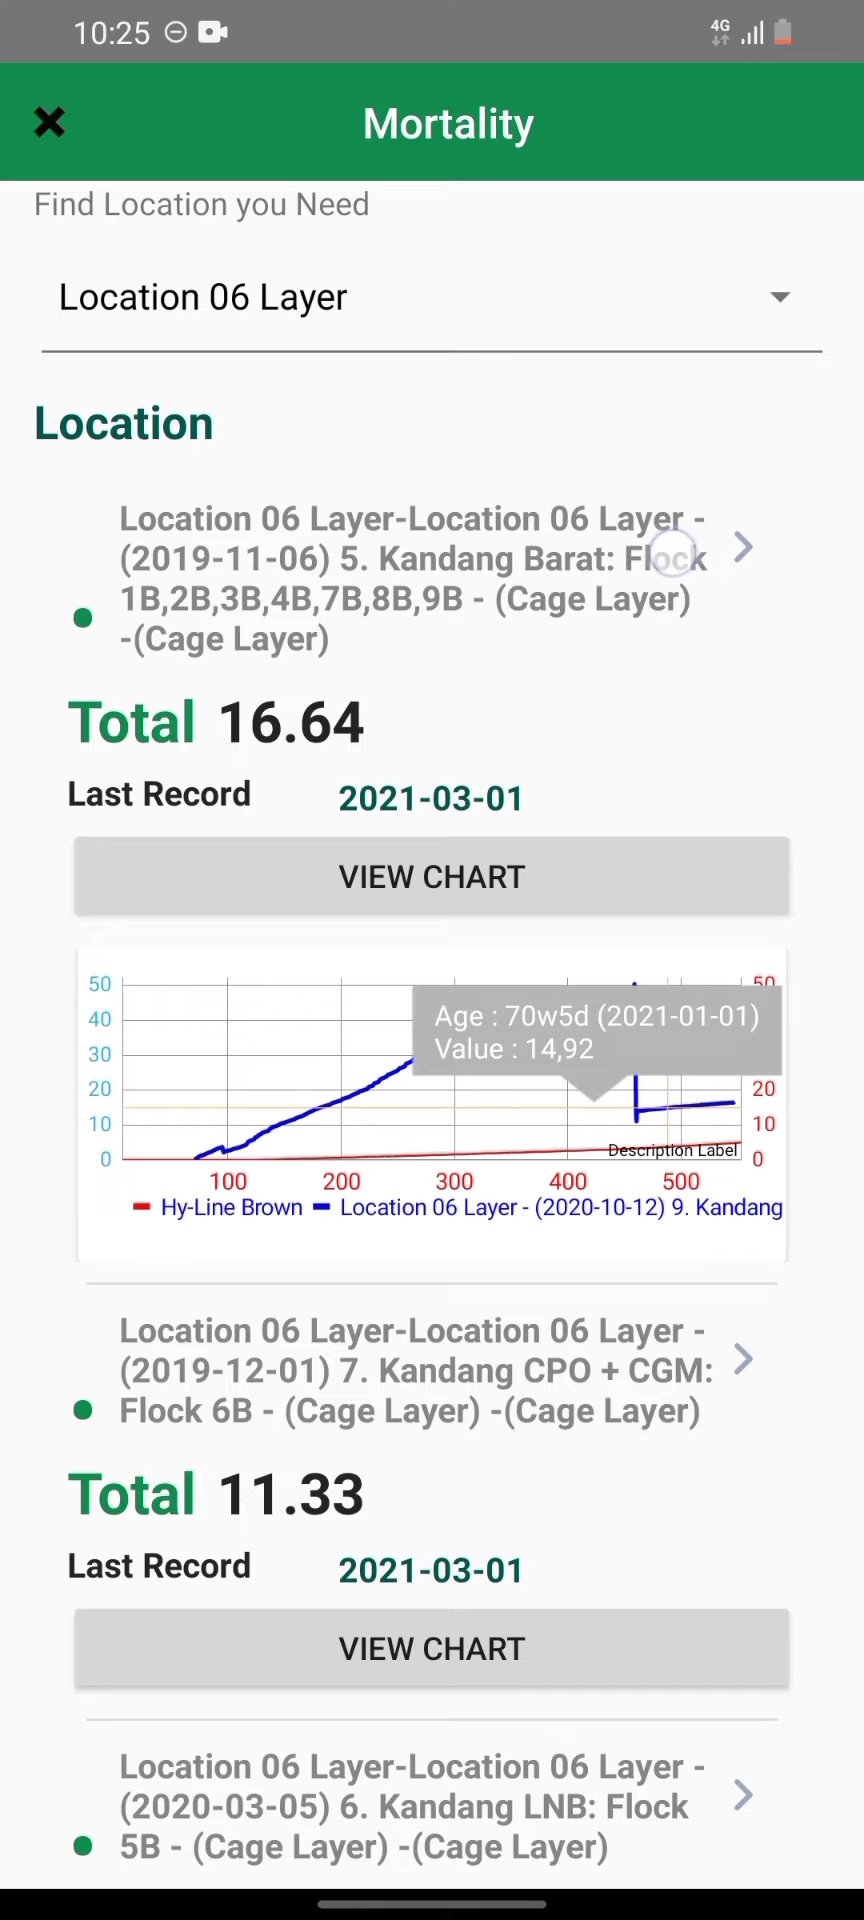 10:25
4G
Mortality
Find Location you Need
Location 06 Layer
Location
Location 06 Layer-Location 06 Layer -
(2019-11-06) 5. Kandang Barat: Flock
1B,2B,3B,4B,7B,8B,9B - (Cage Layer)
-(Cage Layer)
Total 16.64
Last Record 2021-03-01
VIEW CHART
50 50
40
30
20 20
10 10
0 0
Age : 70w5d (2021-01-01)
Value : 14,92
Description Label
100 200 300 400 500
Hy-Line Brown Location 06 Layer - (2020-10-12) 9. Kandang
Location 06 Layer-Location 06 Layer -
(2019-12-01) 7. Kandang CPO + CGM:
Flock 6B - (Cage Layer) -(Cage Layer)
Total 11.33
Last Record 2021-03-01
VIEW CHART
Location 06 Layer-Location 06 Layer -
(2020-03-05) 6. Kandang LNB: Flock
5B - (Cage Layer) -(Cage Layer)